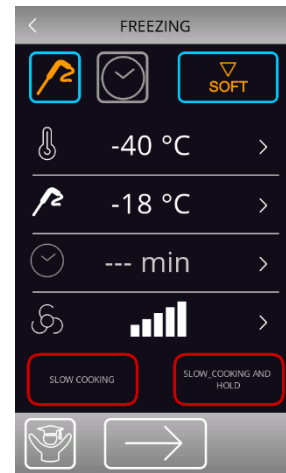 FREEZING
SOFT
-40 °C
-18 °C
--- min
SLOW COOKING
SLOW_COOKING AND
HOLD